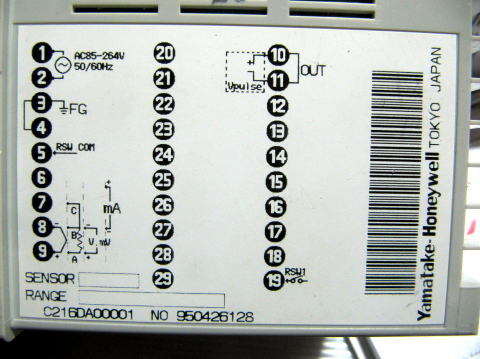 1 AC85-264V 20 10
2 50/60Hz 21 11 OUT
Vpulse
3 FG 22 12
4 23 13
5 RSW COM 24 14
6 25 15
7 C mA 26 16
8 B V mV 27 17
9 A 28 18
SENSOR 29 19 RSW1
RANGE
C216DA00001 NO 950426128
Yamatake-Honeywell TOKYO JAPAN